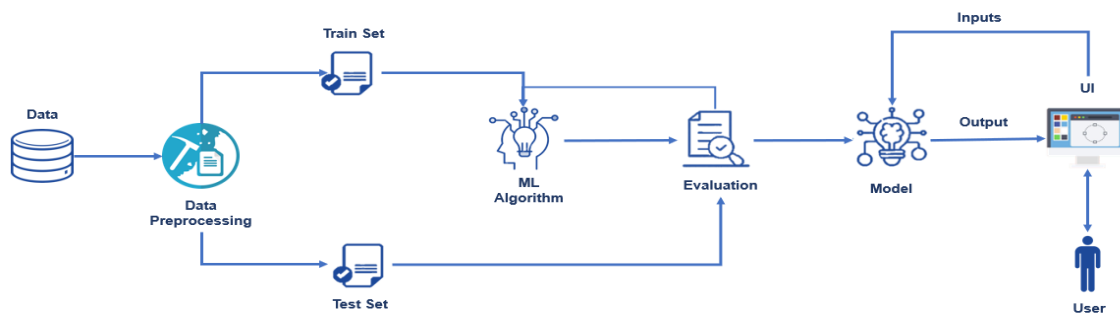 Data
Data
Preprocessing
Train Set
Test Set
ML
Algorithm
Evaluation
Model
Inputs
Output
UI
User